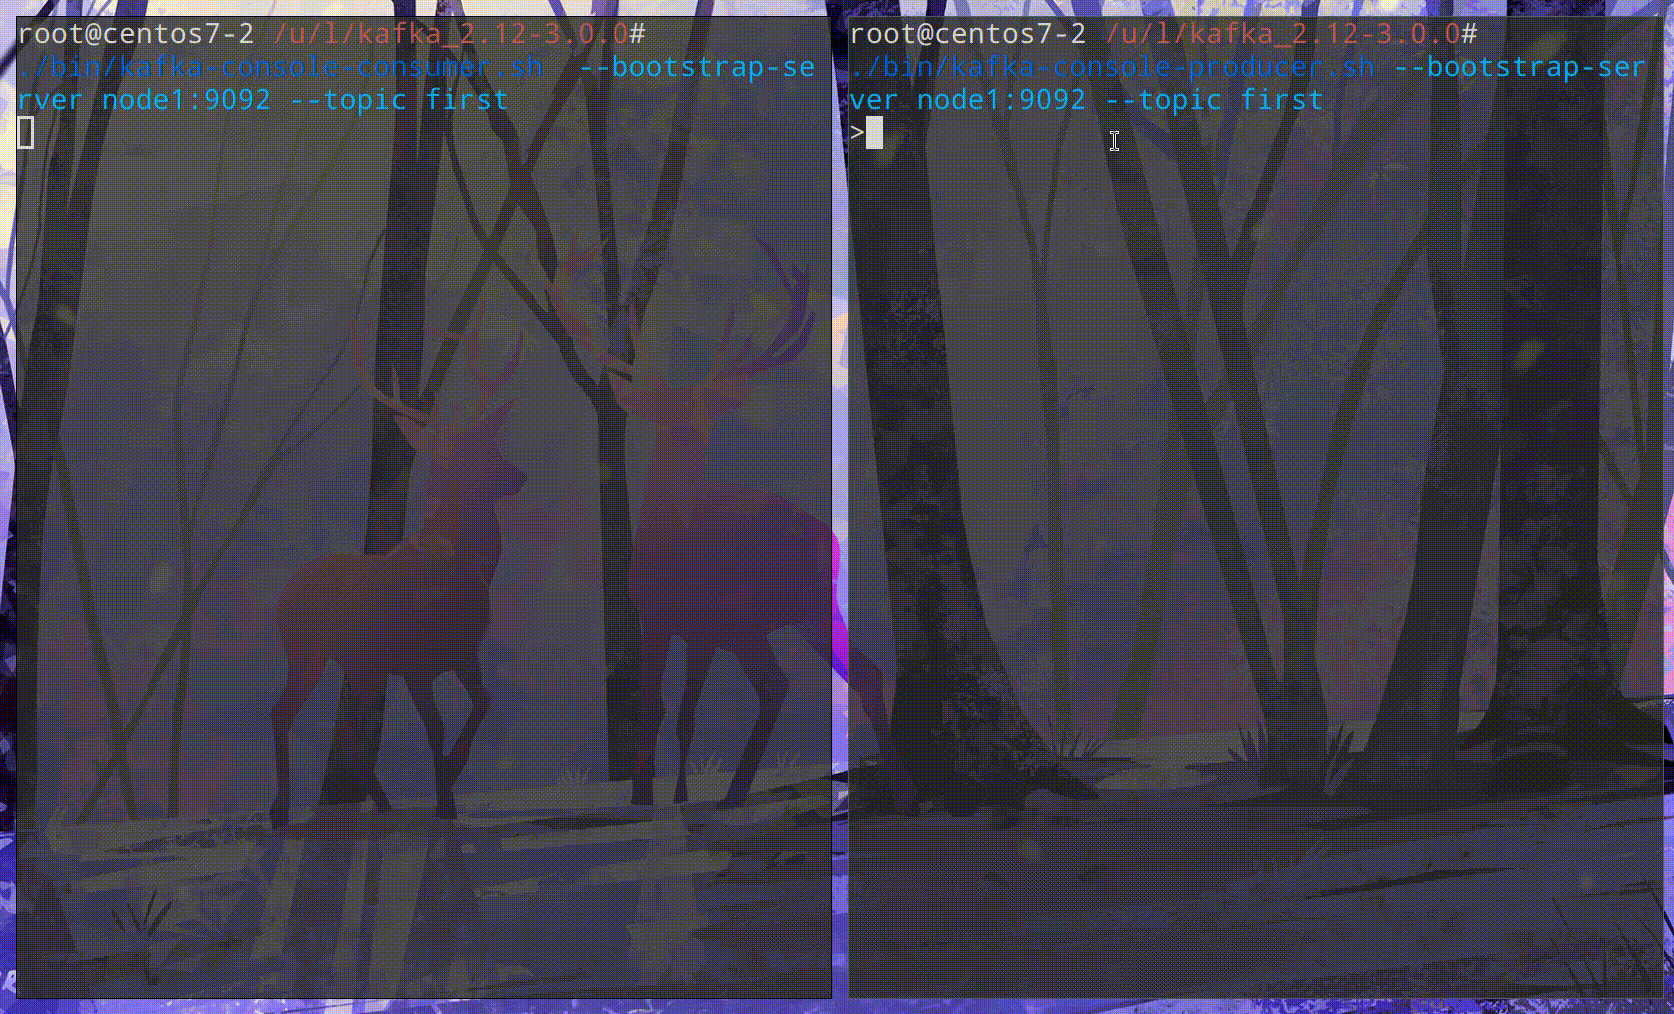 root@centos7-2 /u/l/kafka_2.12-3.0.0#
./bin/kafka-console-consumer.sh  --bootstrap-se
rver node1:9092 --topic first
root@centos7-2 /u/l/kafka_2.12-3.0.0#
./bin/kafka-console-producer.sh --bootstrap-ser
ver node1:9092 --topic first
>